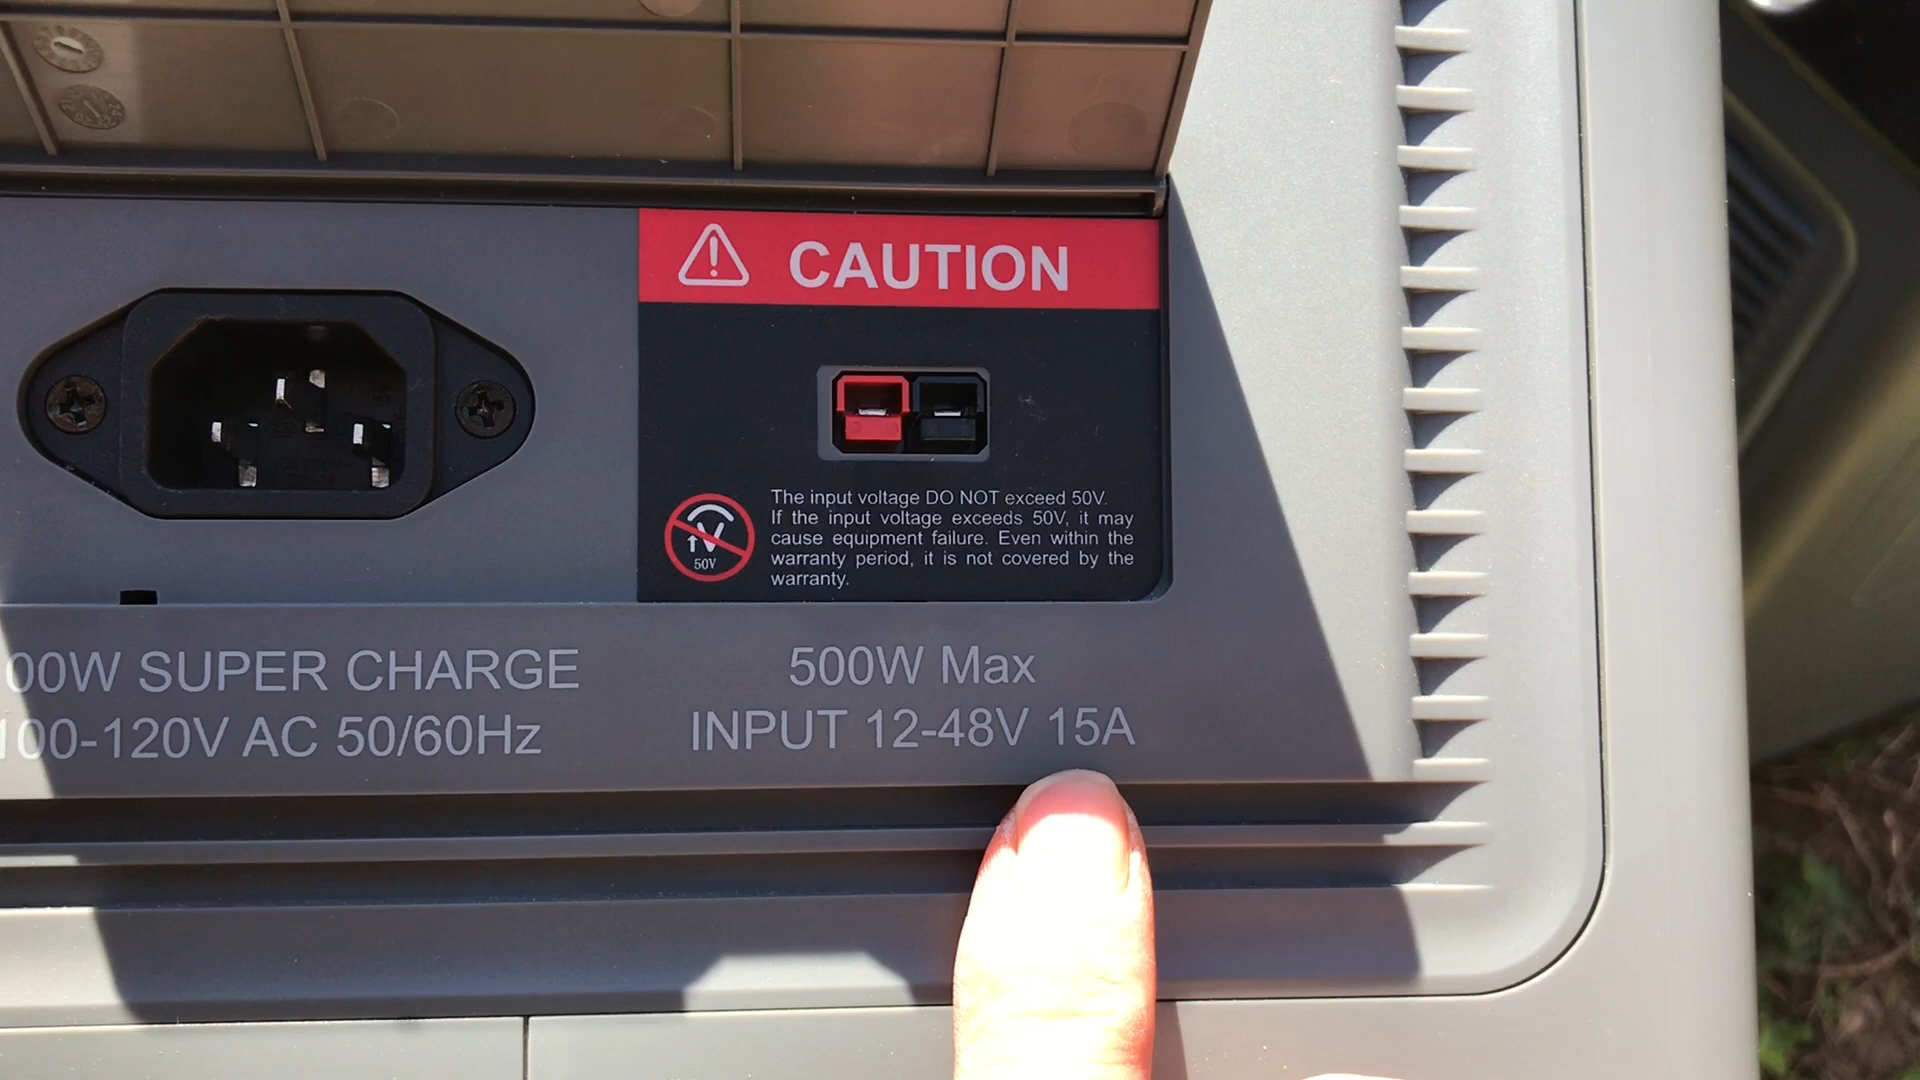 CAUTION
The input voltage DO NOT exceed 50V.
If the input voltage exceeds 50V, it may
cause equipment failure. Even within the
warranty period, it is not covered by the
warranty.
V
50V
00W SUPER CHARGE
100-120V AC 50/60Hz
500W Max
INPUT 12-48V 15A